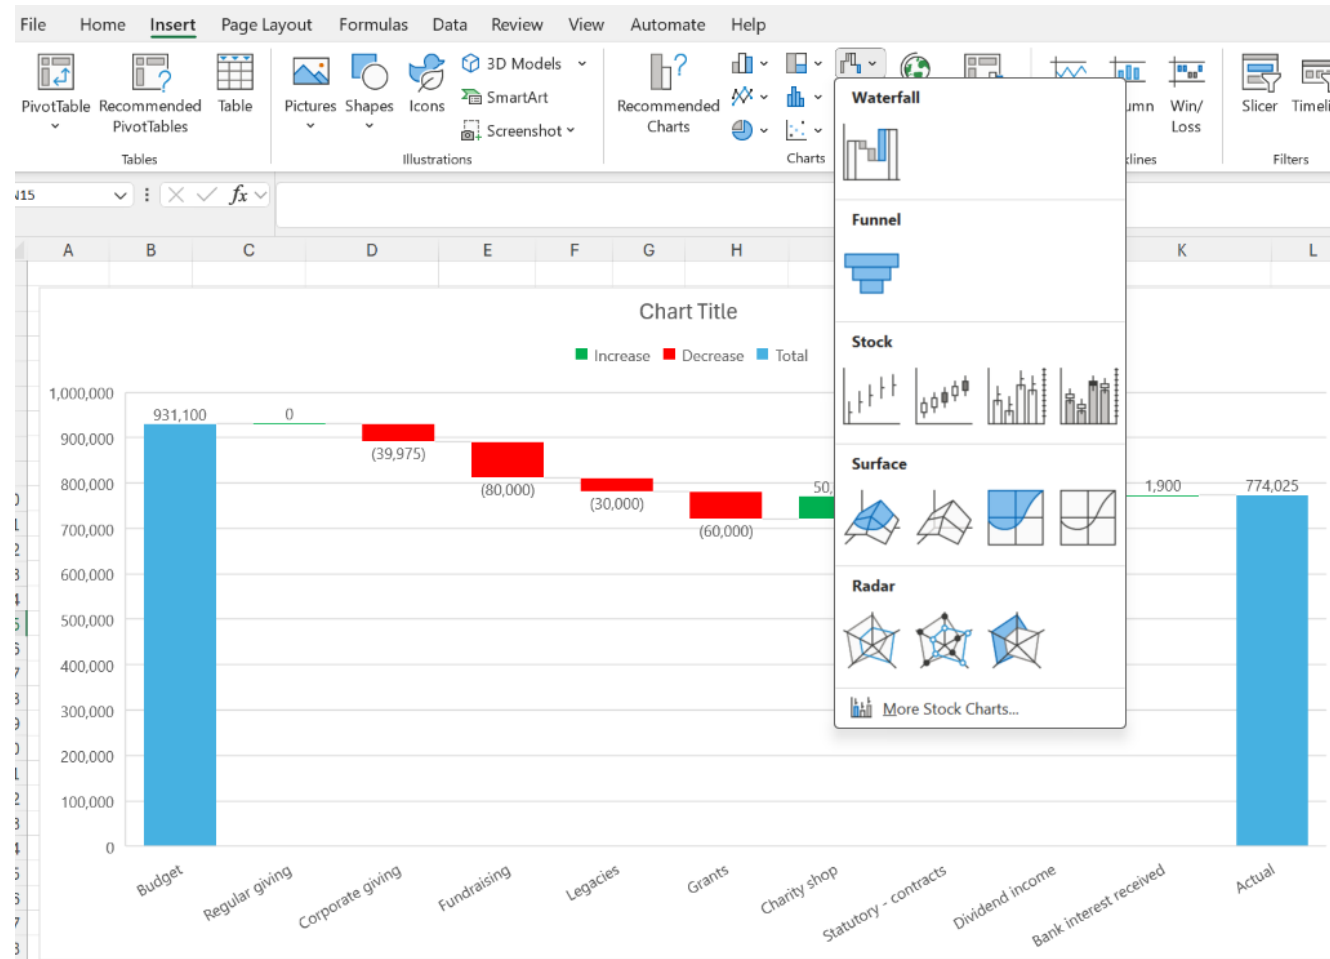 File Home Insert Page Layout Formulas Data Review View Automate Help
3D Models
SmartArt
Screenshot
PivotTable Recommended PivotTables Table Pictures Shapes Icons Recommended Charts Win/ Loss Slicer
Tables Illustrations Charts Filters
fx
A B C D E F G H K L
Waterfall
Funnel
Stock
Surface
Radar
More Stock Charts...
Chart Title
Increase Decrease Total
1,000,000
900,000
800,000
700,000
600,000
500,000
400,000
300,000
200,000
100,000
0
931,100 0 (39,975) (80,000) (30,000) (60,000) 1,900 774,025
Budget Regular giving Corporate giving Fundraising Legacies Grants Charity shop Statutory - contracts Dividend income Bank interest received Actual